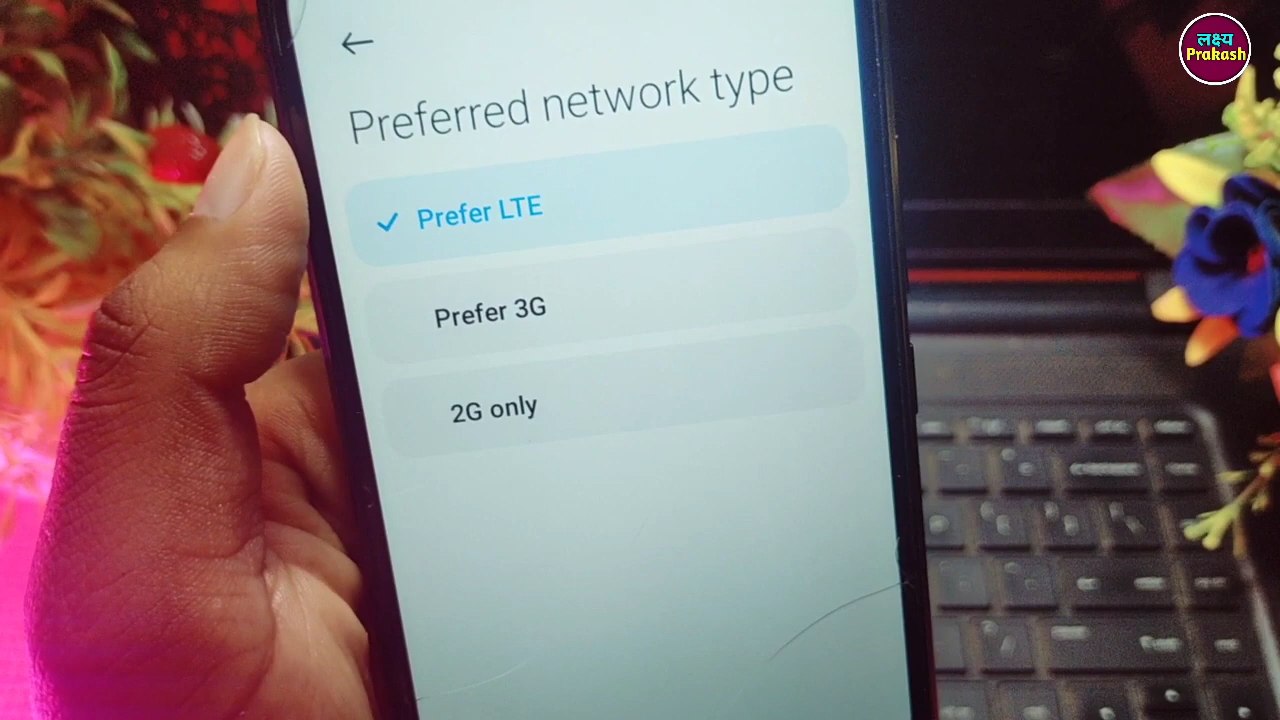 लक्ष्य
Prakash
Preferred network type
Prefer LTE
Prefer 3G
2G only